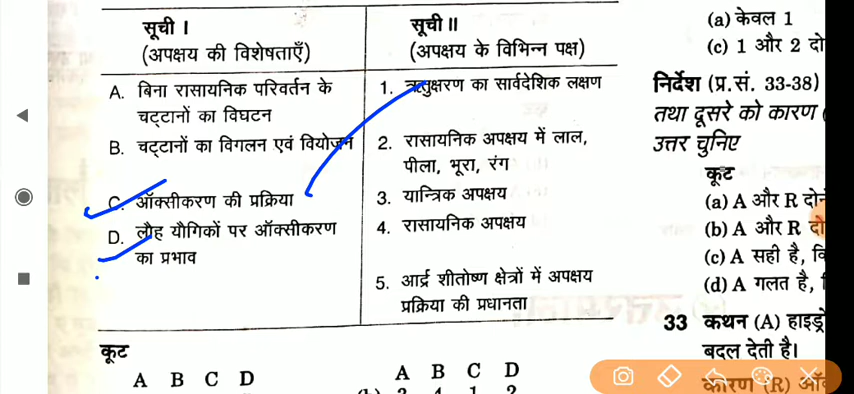 सूची I
(अपक्षय की विशेषताएँ)
सूची II
(अपक्षय के विभिन्न पक्ष)
A. बिना रासायनिक परिवर्तन के
चट्टानों का विघटन
B. चट्टानों का विगलन एवं वियोजन
C. ऑक्सीकरण की प्रक्रिया
D. लौह यौगिकों पर ऑक्सीकरण
का प्रभाव
1. ऋतुक्षरण का सार्वदेशिक लक्षण
2. रासायनिक अपक्षय में लाल,
पीला, भूरा, रंग
3. यान्त्रिक अपक्षय
4. रासायनिक अपक्षय
5. आर्द्र शीतोष्ण क्षेत्रों में अपक्षय
प्रक्रिया की प्रधानता
कूट
A B C D
A B C D
(a) केवल 1
(c) 1 और 2 दो
निर्देश (प्र.सं. 33-38)
तथा दूसरे को कारण
उत्तर चुनिए
कूट
(a) A और R दोन
(b) A और R दो
(c) A सही है,
(d) A गलत है,
33 कथन (A) हाइड्र
बदल देती है।
कारण (R)